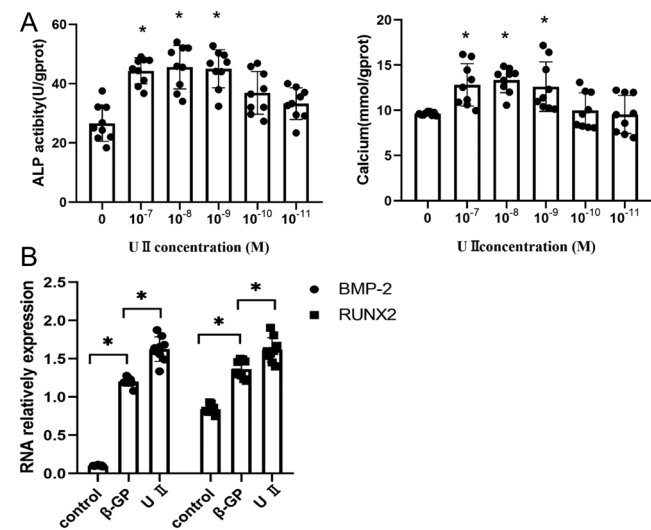 A
ALP actibity(U/gprot)
60
40
20
0
* * *
0 10-7 10-8 10-9 10-10 10-11
U Ⅱ concentration (M)
Calcium(mmol/gprot)
20
15
10
5
0
* * *
0 10-7 10-8 10-9 10-10 10-11
U Ⅱconcentration (M)
B
RNA relatively expression
2.5
2.0
1.5
1.0
0.5
0.0
* * * *
control β-GP U Ⅱ control β-GP U Ⅱ
BMP-2
RUNX2